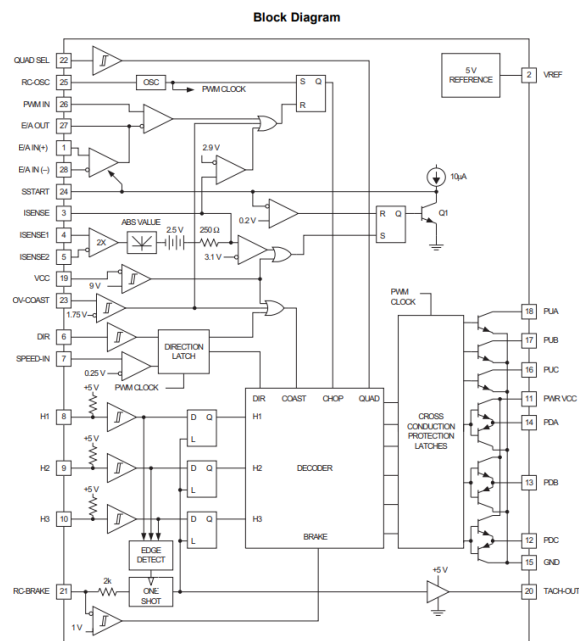 Block Diagram
QUAD SEL 22
RC-OSC 25
OSC
PWM CLOCK
S Q
R
5 V
REFERENCE
2 VREF
PWM IN 26
E/A OUT 27
E/A IN(+) 1
E/A IN (–) 28
2.9 V
10µA
SSTART 24
ISENSE 3
0.2 V
R Q
S
Q1
ISENSE1 4
ISENSE2 5
2X
ABS VALUE
2.5 V
250 Ω
3.1 V
VCC 19
9 V
OV-COAST 23
1.75 V
DIR 6
SPEED-IN 7
0.25 V
DIRECTION
LATCH
PWM CLOCK
PWM
CLOCK
18 PUA
17 PUB
16 PUC
11 PWR VCC
14 PDA
13 PDB
12 PDC
15 GND
DIR COAST CHOP QUAD
H1
H2
H3
DECODER
BRAKE
CROSS
CONDUCTION
PROTECTION
LATCHES
+5 V
H1 8
D Q
L
+5 V
H2 9
D Q
L
+5 V
H3 10
D Q
L
EDGE
DETECT
RC-BRAKE 21
2k
ONE
SHOT
1 V
+5 V
20 TACH-OUT